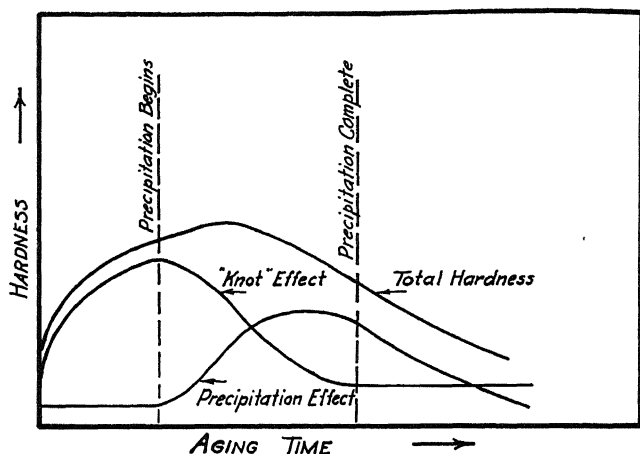 Precipitation Begins
Precipitation Complete
HARDNESS
"Knot" Effect
Total Hardness
Precipitation Effect
AGING TIME